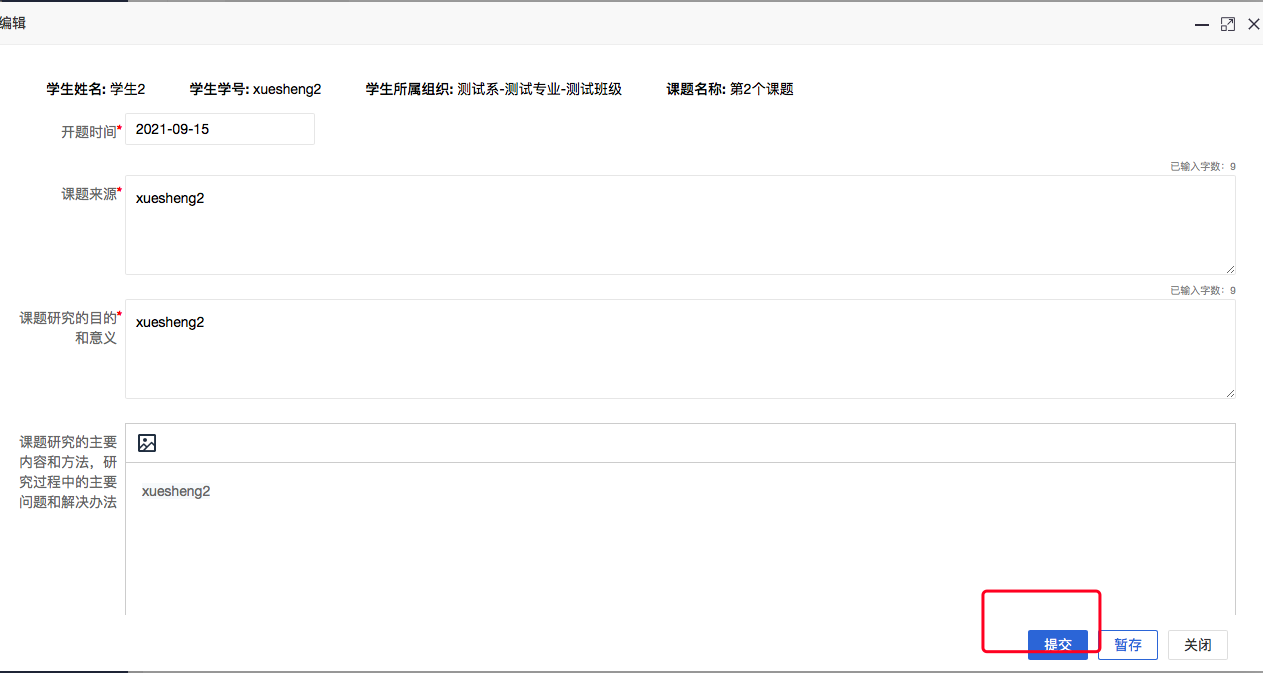 编辑
学生姓名: 学生2 学生学号: xuesheng2 学生所属组织: 测试系-测试专业-测试班级 课题名称: 第2个课题
开题时间* 2021-09-15
已输入字数：9
课题来源* xuesheng2
已输入字数：9
课题研究的目的* xuesheng2
和意义
课题研究的主要
内容和方法，研
究过程中的主要 xuesheng2
问题和解决办法
提交 暂存 关闭